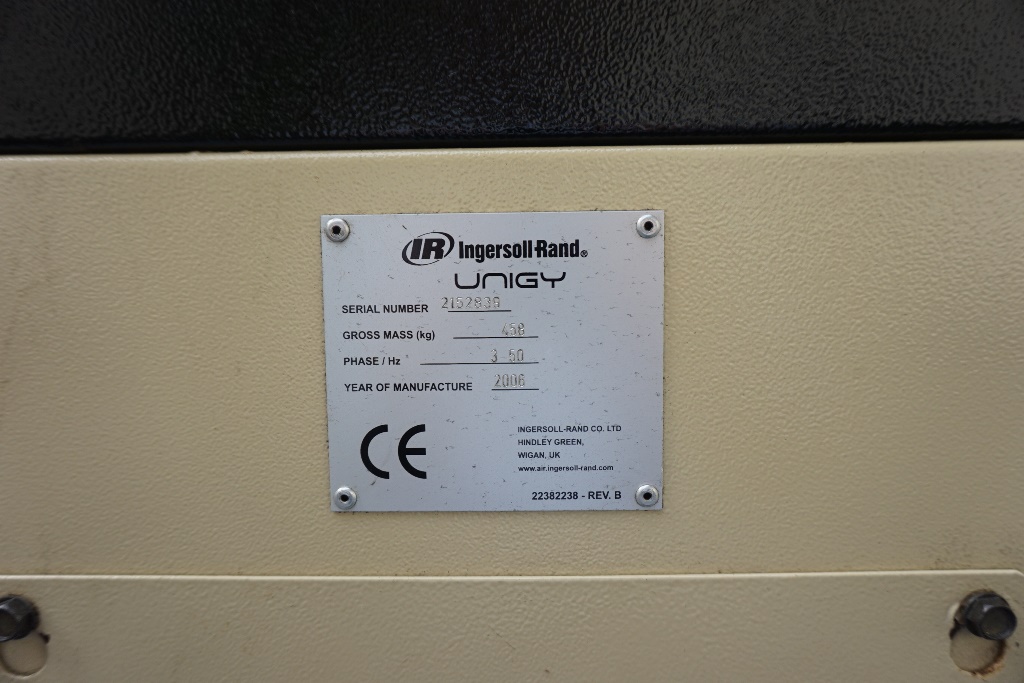 IR Ingersoll-Rand®
UNIGY
SERIAL NUMBER 2152839
GROSS MASS (kg) 458
PHASE / Hz 3 50
YEAR OF MANUFACTURE 2006
CE
INGERSOLL-RAND CO. LTD
HINDLEY GREEN,
WIGAN, UK
www.air.ingersoll-rand.com
22382238 - REV. B